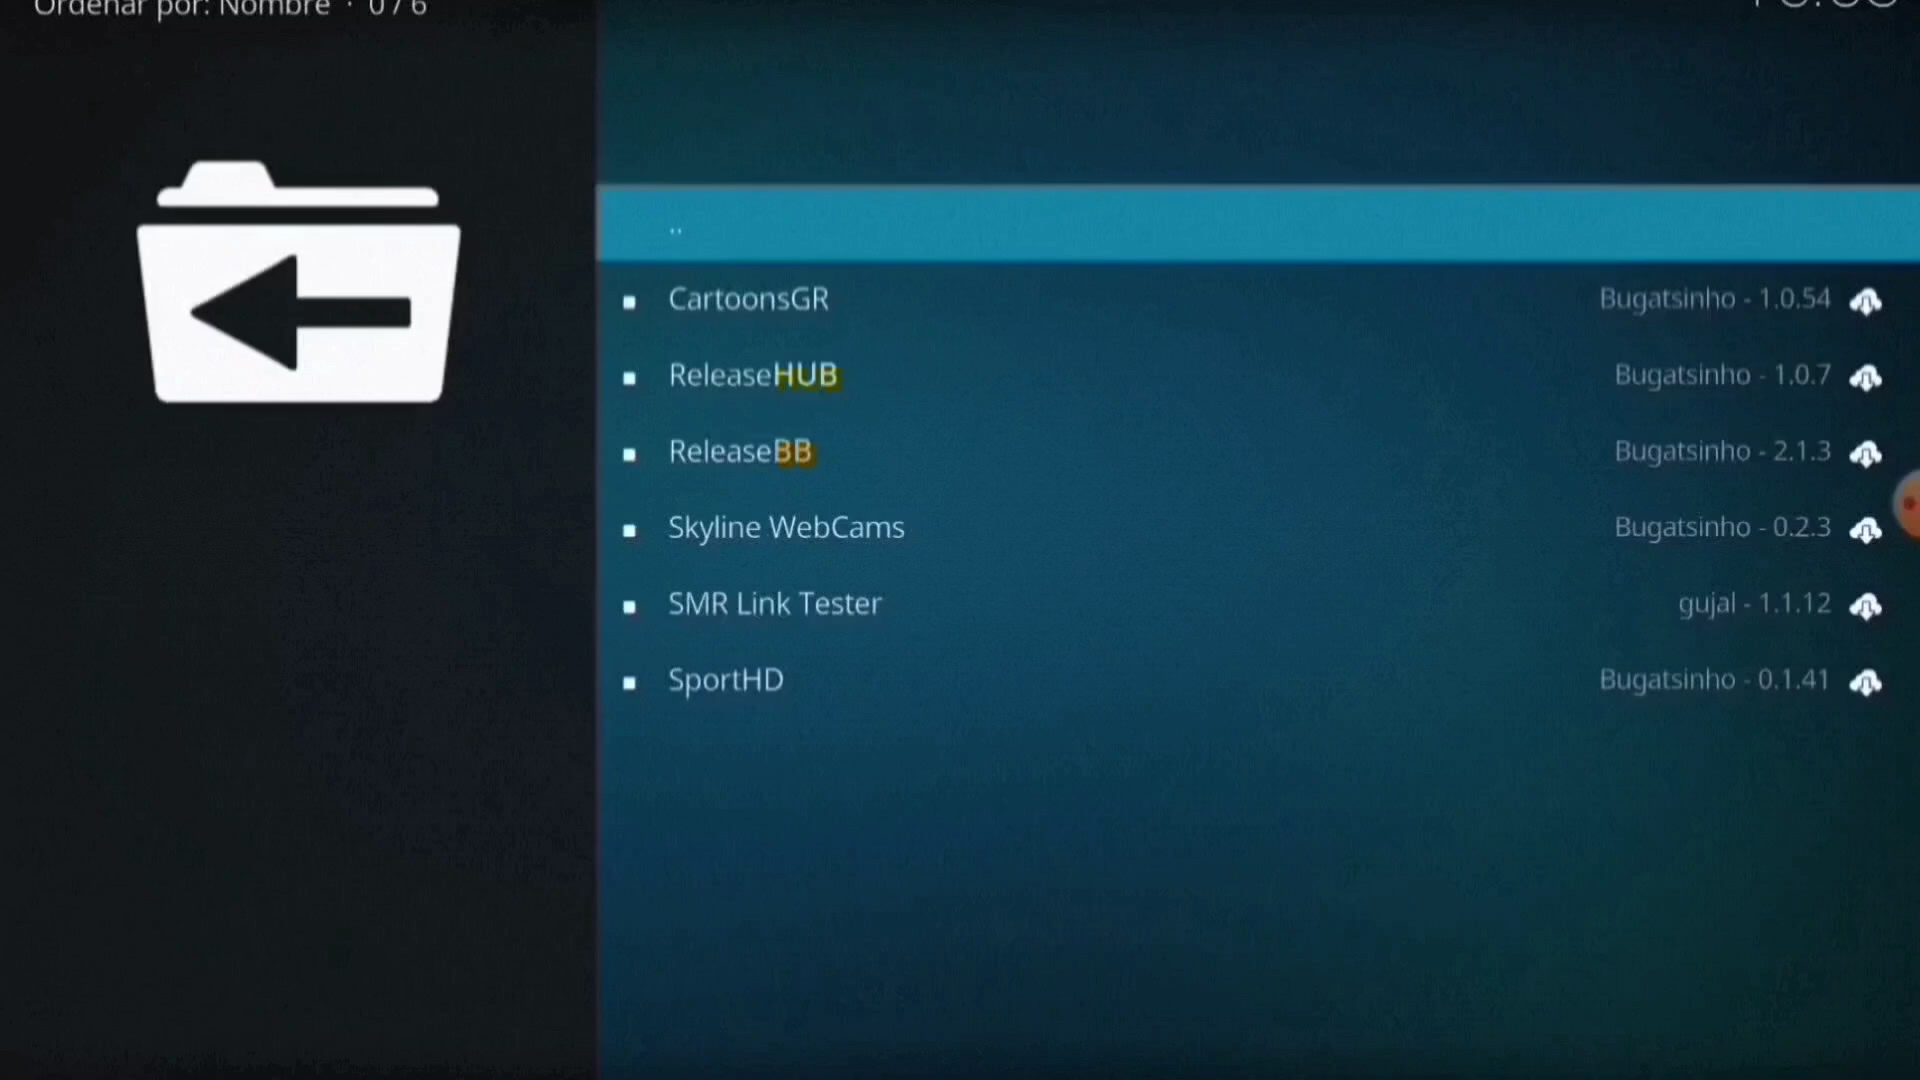 Ordenar por: Nombre · 0 / 6
..
CartoonsGR Bugatsinho - 1.0.54
ReleaseHUB Bugatsinho - 1.0.7
ReleaseBB Bugatsinho - 2.1.3
Skyline WebCams Bugatsinho - 0.2.3
SMR Link Tester gujal - 1.1.12
SportHD Bugatsinho - 0.1.41